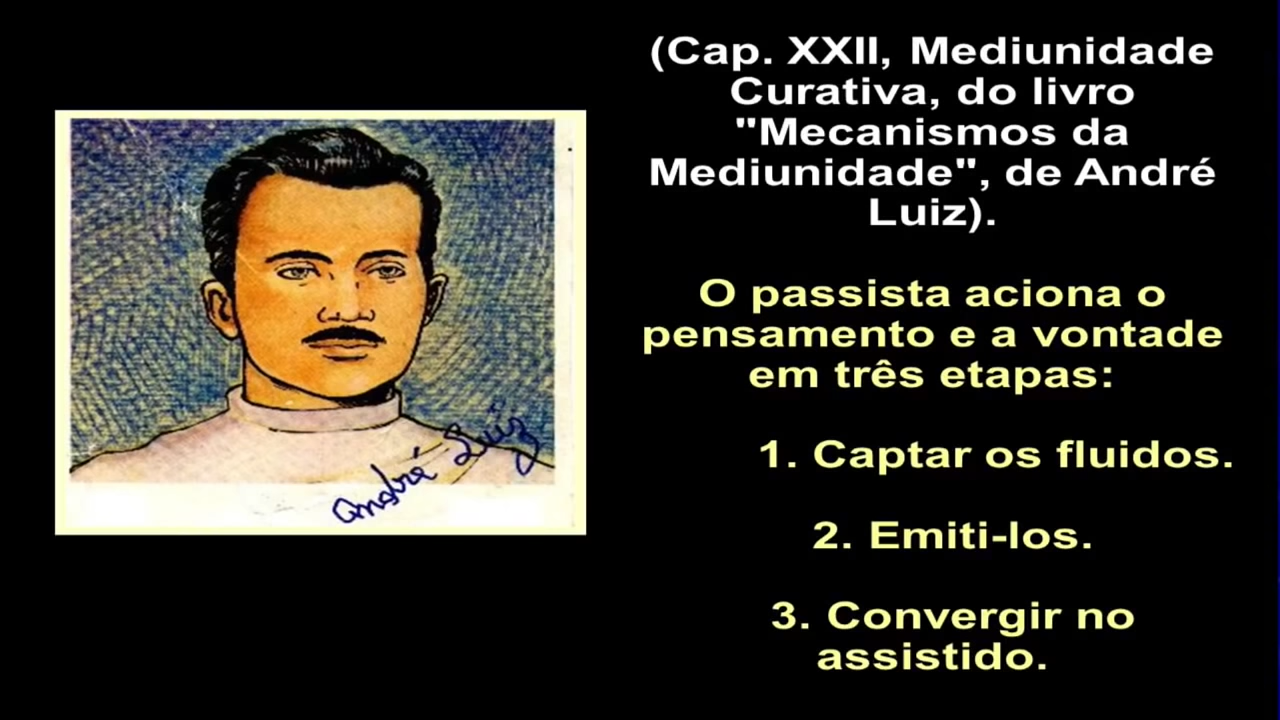 (Cap. XXII, Mediunidade
Curativa, do livro
"Mecanismos da
Mediunidade", de André
Luiz).
O passista aciona o
pensamento e a vontade
em três etapas:
1. Captar os fluidos.
2. Emiti-los.
3. Convergir no
assistido.
André Luiz